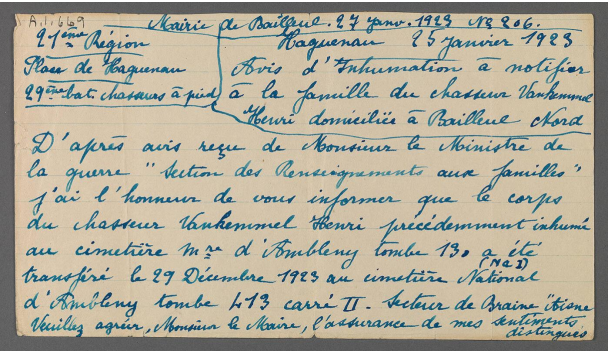 A.1.669
Mairie de Bailleul. 27 janv. 1923 No 206.
21ème Région
Place de Haguenau
29ème bat. chasseurs à pied
Haguenau 25 Janvier 1923
Avis d'Inhumation à notifier
à la famille du chasseur Vankemmel
Henri domiciliée à Bailleul Nord
D'après avis reçu de Monsieur le Ministre de
la guerre "Section des Renseignements aux familles"
j'ai l'honneur de vous informer que le corps
du chasseur Vankemmel Henri précédemment inhumé
au cimetière mre d'Ambleny tombe 130 a été
transféré le 29 Décembre 1923 au cimetière National
d'Ambleny tombe 413 carré II. Secteur de Braine Aisne
Veuillez agréer, Monsieur le Maire, l'assurance de mes sentiments
distingués